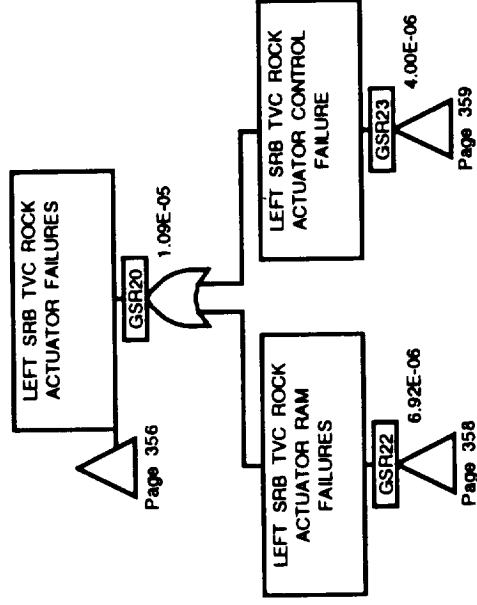 LEFT SRB TVC ROCK
ACTUATOR FAILURES
GSR20
1.09E-05
Page 356
LEFT SRB TVC ROCK
ACTUATOR RAM
FAILURES
GSR22
6.92E-06
Page 358
LEFT SRB TVC ROCK
ACTUATOR CONTROL
FAILURE
GSR23
4.00E-06
Page 359